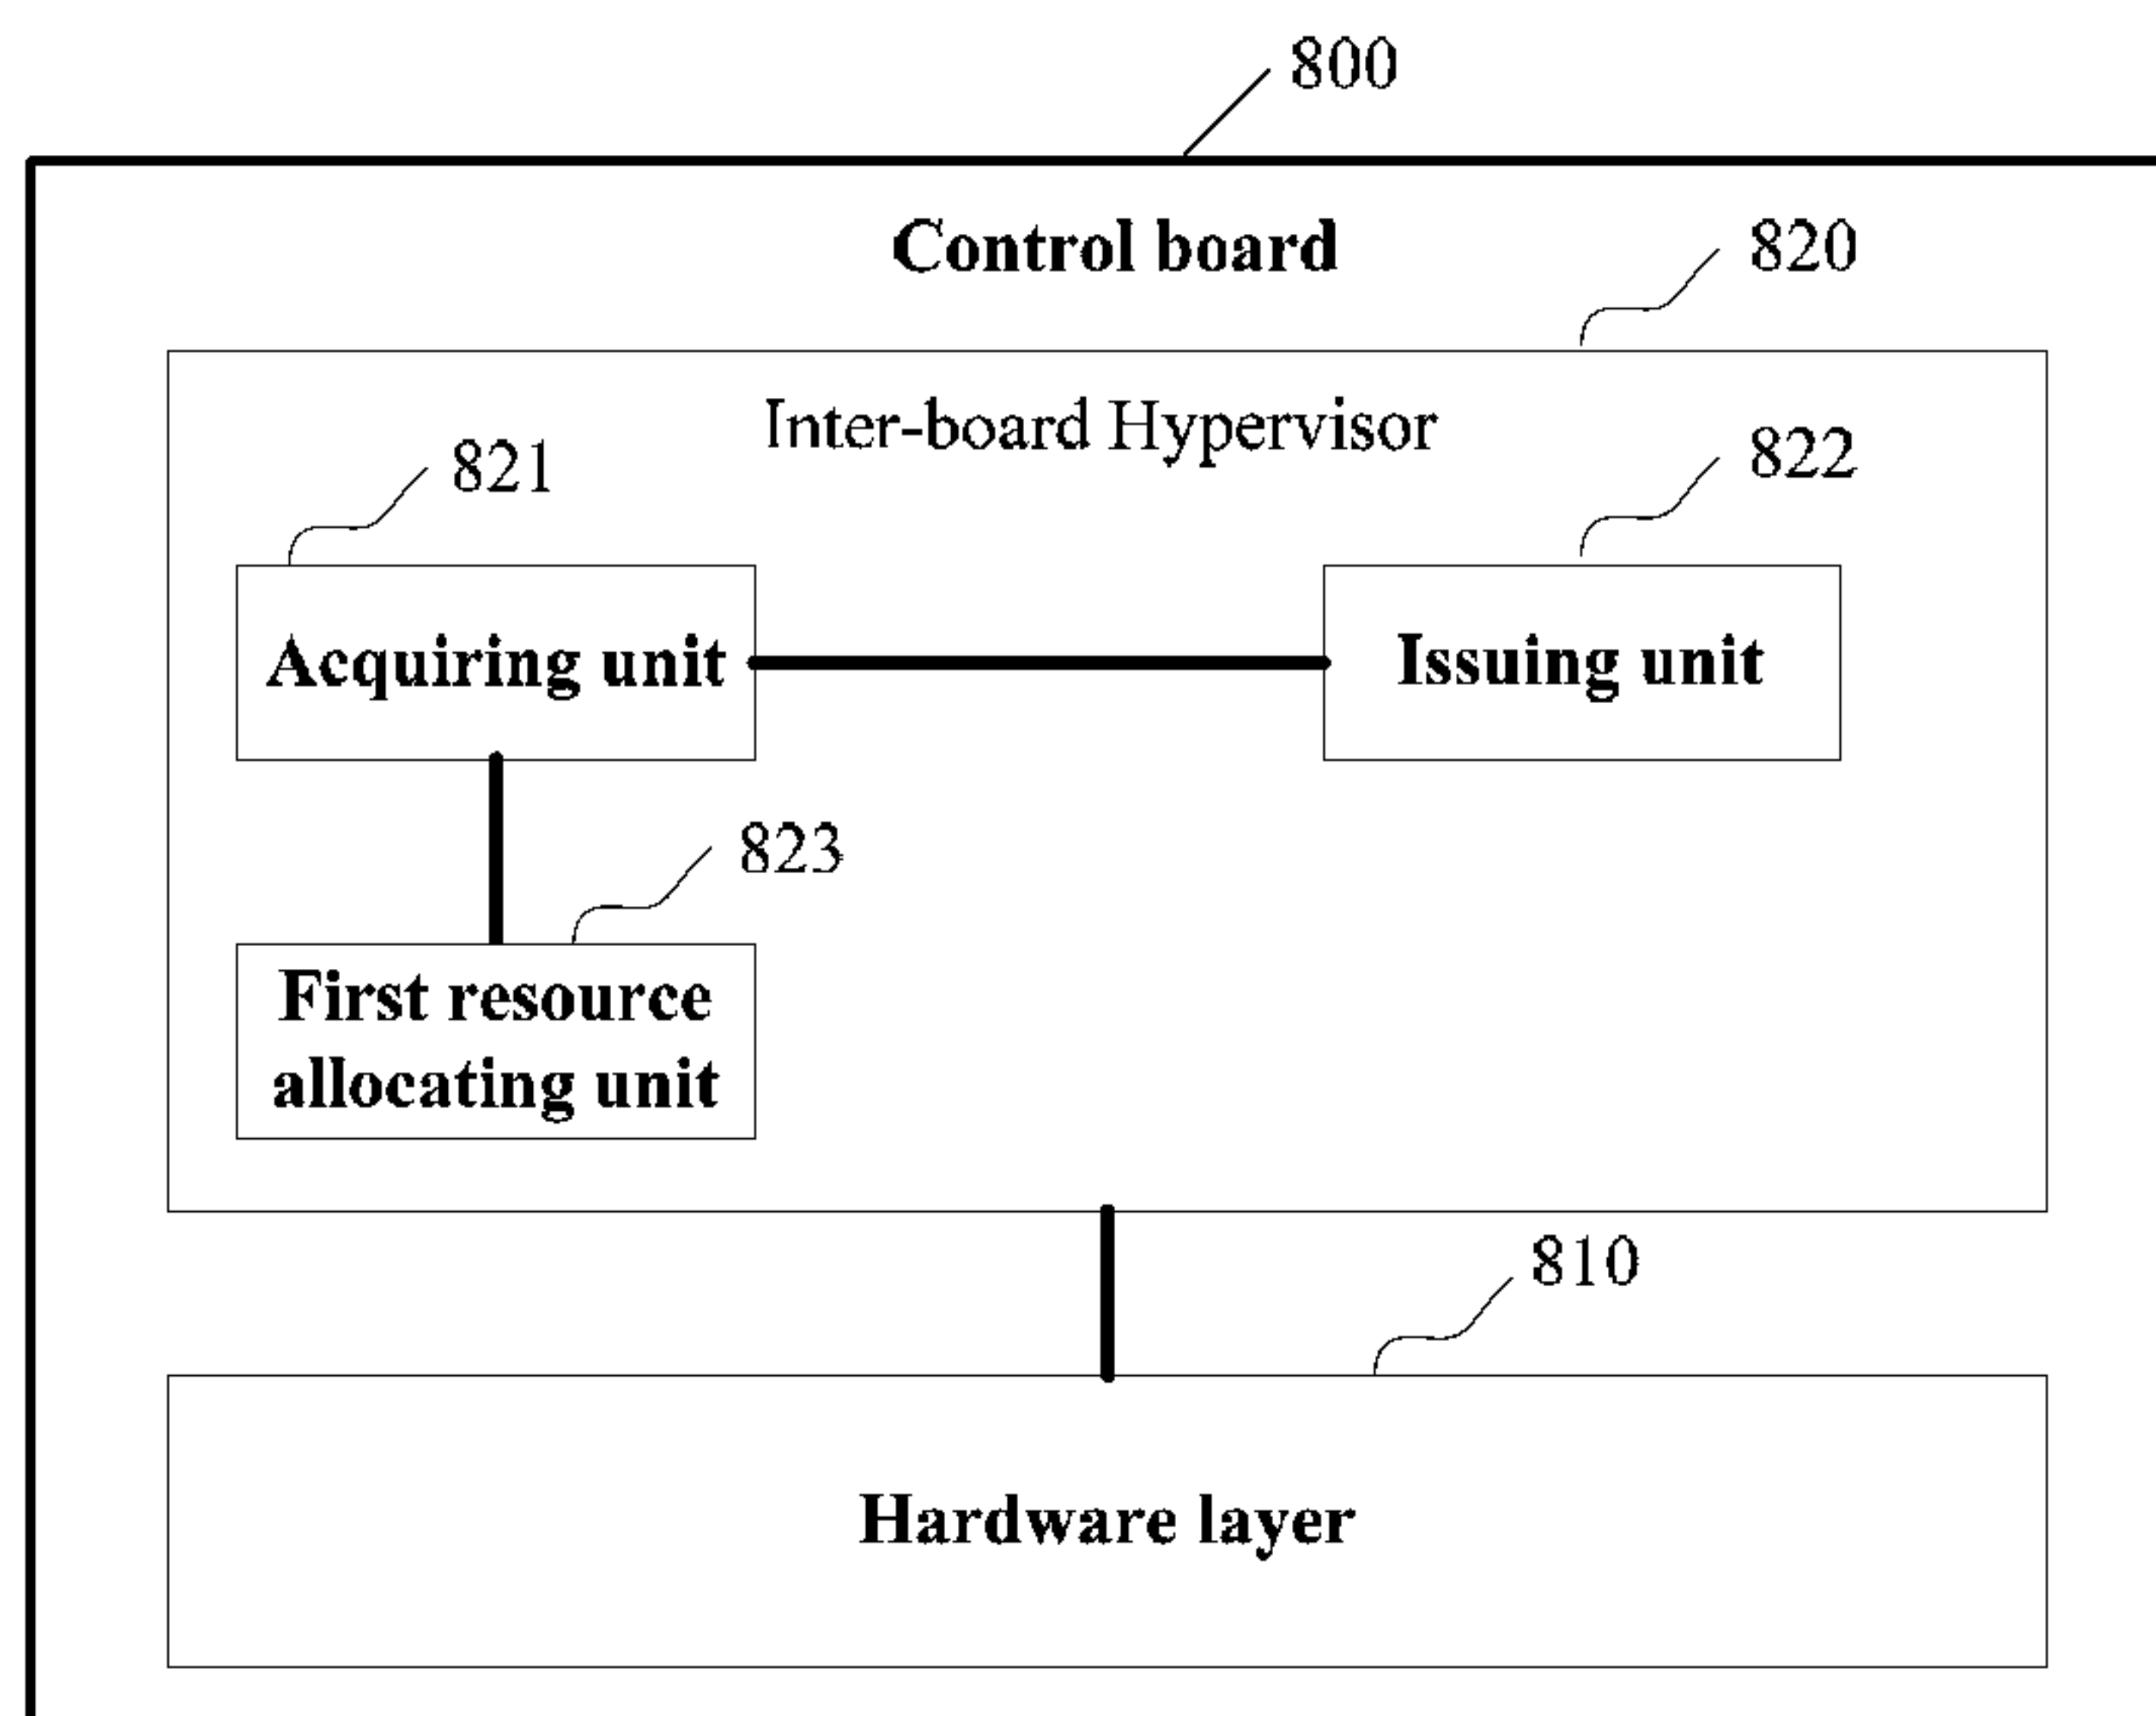 800
Control board
820
Inter-board Hypervisor
821
822
Acquiring unit
Issuing unit
823
First resource
allocating unit
810
Hardware layer